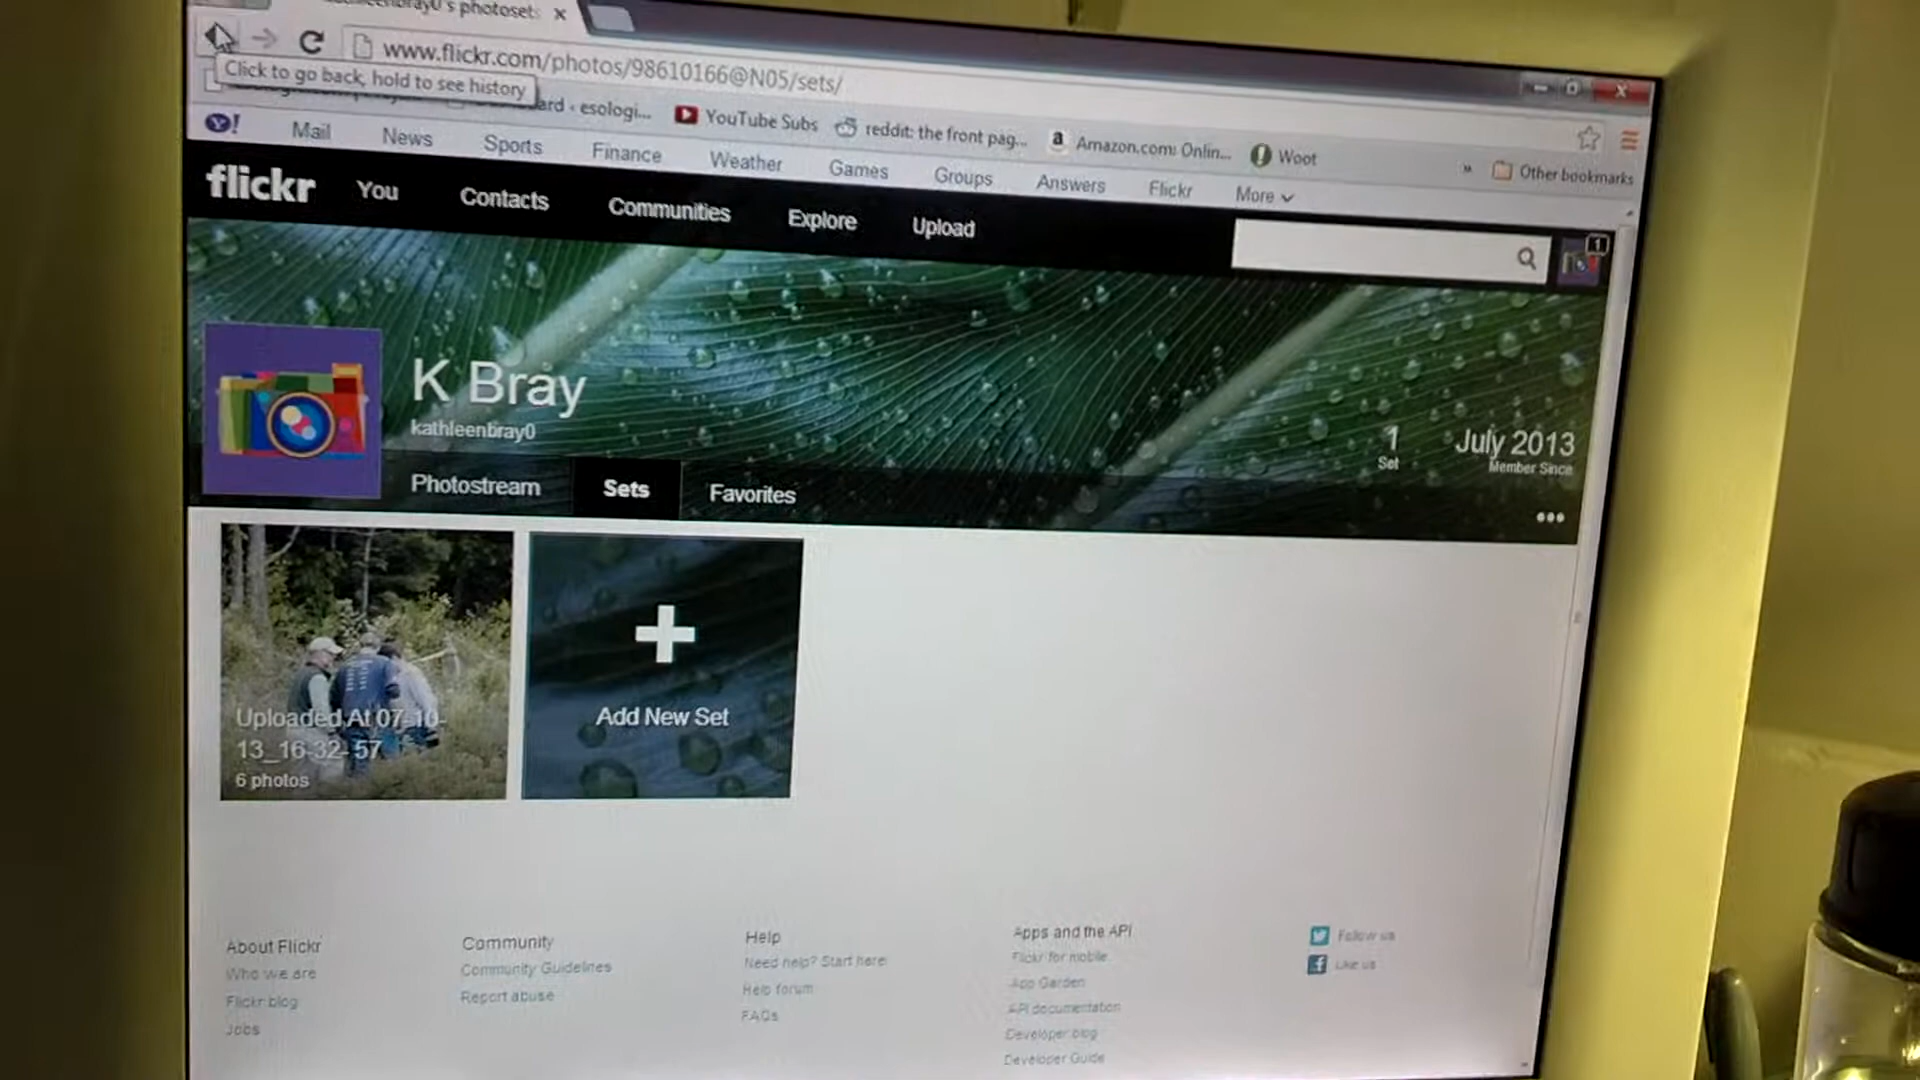 's photosets
www.flickr.com/photos/98610166@N05/sets/
Click to go back, hold to see history
ard ‹ esologi...
YouTube Subs
reddit: the front pag...
a Amazon.com: Onlin...
Woot
»
Other bookmarks
Y!
Mail
News
Sports
Finance
Weather
Games
Groups
Answers
Flickr
More
flickr
You
Contacts
Communities
Explore
Upload
1
K Bray
kathleenbray0
1
Set
July 2013
Member Since
Photostream
Sets
Favorites
Uploaded At 07-10-
13_16-32-57
6 photos
Add New Set
About Flickr
Who we are
Flickr blog
Jobs
Community
Community Guidelines
Report abuse
Help
Need help? Start here
Help forum
FAQs
Apps and the API
Flickr for mobile
App Garden
API documentation
Developer blog
Developer Guide
Follow us
Like us